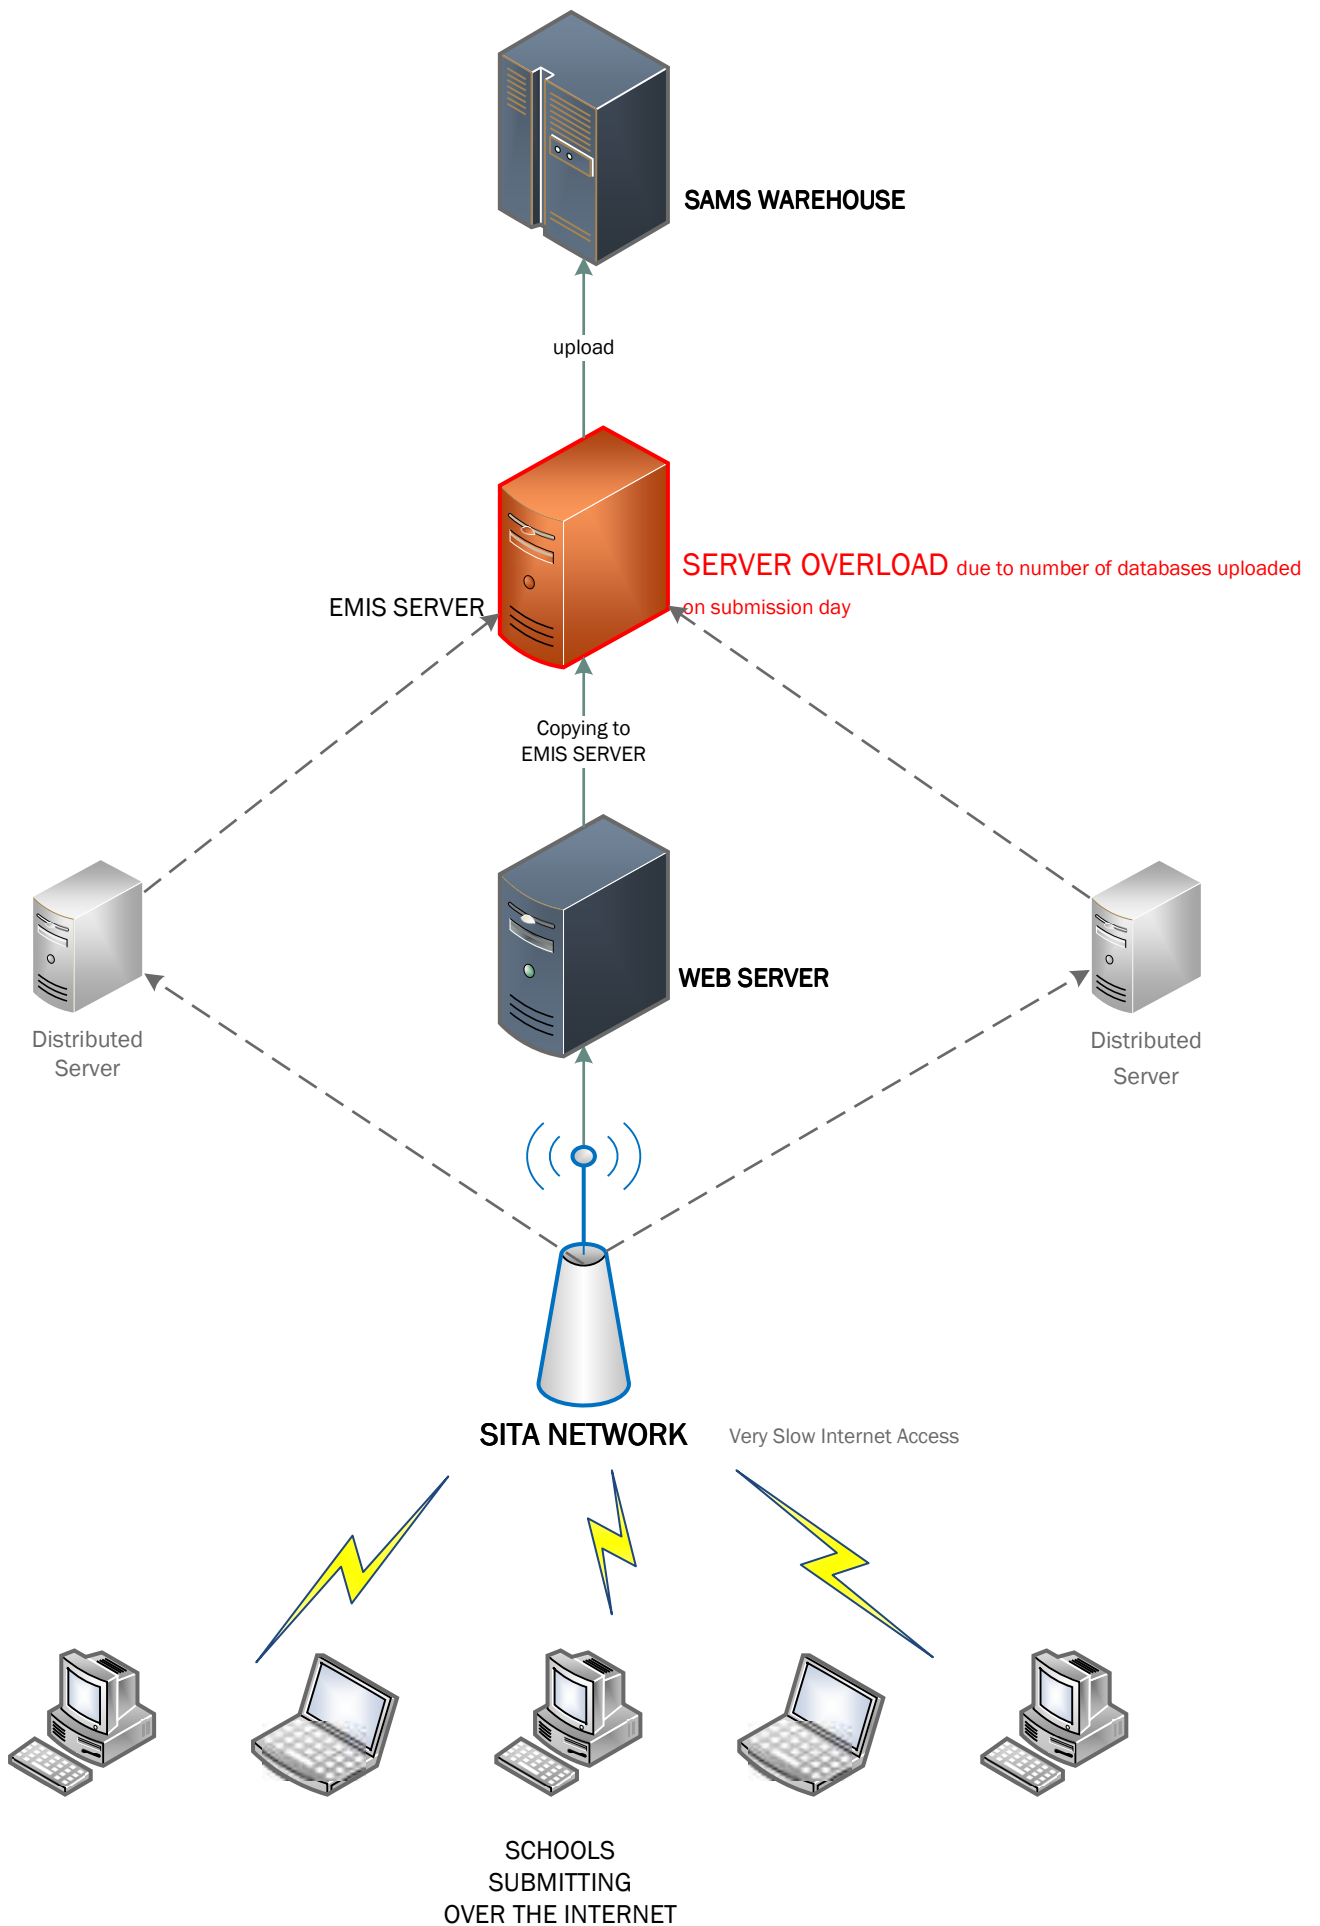 SAMS WAREHOUSE
upload
SERVER OVERLOAD due to number of databases uploaded
on submission day
EMIS SERVER
Copying to
EMIS SERVER
WEB SERVER
Distributed
Server
Distributed
Server
SITA NETWORK
Very Slow Internet Access
SCHOOLS
SUBMITTING
OVER THE INTERNET